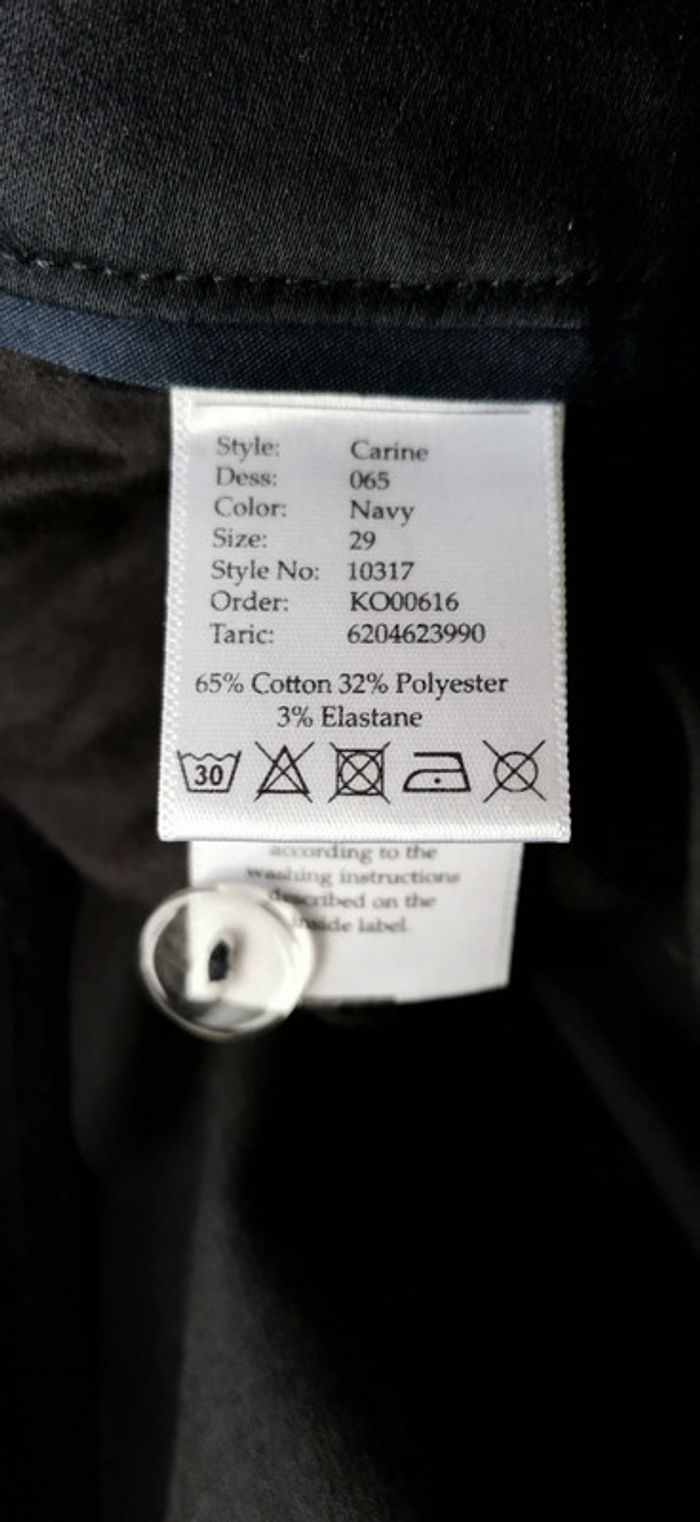 Style: Carine
Dess: 065
Color: Navy
Size: 29
Style No: 10317
Order: KO00616
Taric: 6204623990
65% Cotton 32% Polyester
3% Elastane
30
according to the
washing instructions
described on the
inside label.